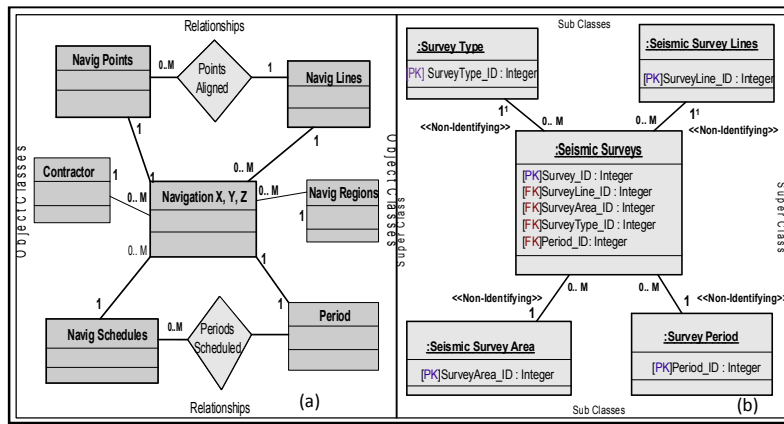 Relationships
Navig Points
0..M
Points
Aligned
1
Navig Lines
1
1
Object Classes
Contractor
1
1
0.. M
0.. M
Navigation X, Y, Z
0.. M
Navig Regions
1
0.. M
1
1
1
Navig Schedules
0..M
Periods
Scheduled
Period
Relationships
(a)
Object Classes
Super Class
Sub Classes
:Survey Type
[PK] SurveyType_ID : Integer
:Seismic Survey Lines
[PK]SurveyLine_ID : Integer
1¹
0.. M
0.. M
1¹
<<Non-Identifying>>
<<Non-Identifying>>
:Seismic Surveys
[PK]Survey_ID : Integer
[FK]SurveyLine_ID : Integer
[FK]SurveyArea_ID : Integer
[FK]SurveyType_ID : Integer
[FK]Period_ID: Integer
Super Class
0.. M
0.. M
<<Non-Identifying>>
1
1
<<Non-Identifying>>
:Seismic Survey Area
[PK]SurveyArea_ID : Integer
:Survey Period
[PK]Period_ID : Integer
Sub Classes
(b)